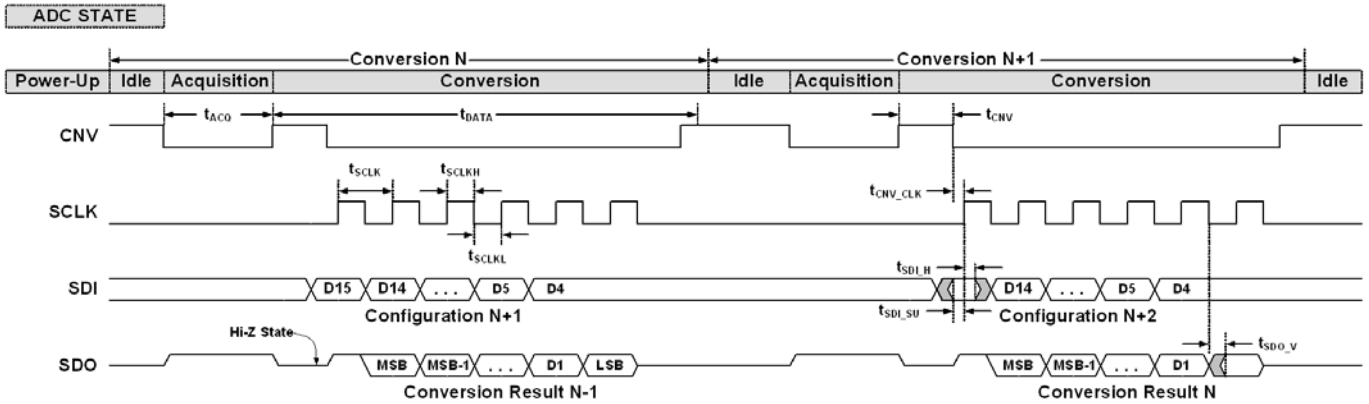 ADC STATE
Conversion N
Conversion N+1
Power-Up Idle Acquisition Conversion Idle Acquisition Conversion Idle
CNV
tACQ
tDATA
tCNV
SCLK
tSCLK
tSCLKH
tSCLKL
tCNV_CLK
SDI
D15 D14 . . . D5 D4
Configuration N+1
tSDI_H
tSDI_SU
D14 . . . D5 D4
Configuration N+2
Hi-Z State
SDO
MSB MSB-1 . . . D1 LSB
Conversion Result N-1
MSB MSB-1 . . . D1
tSDO_V
Conversion Result N